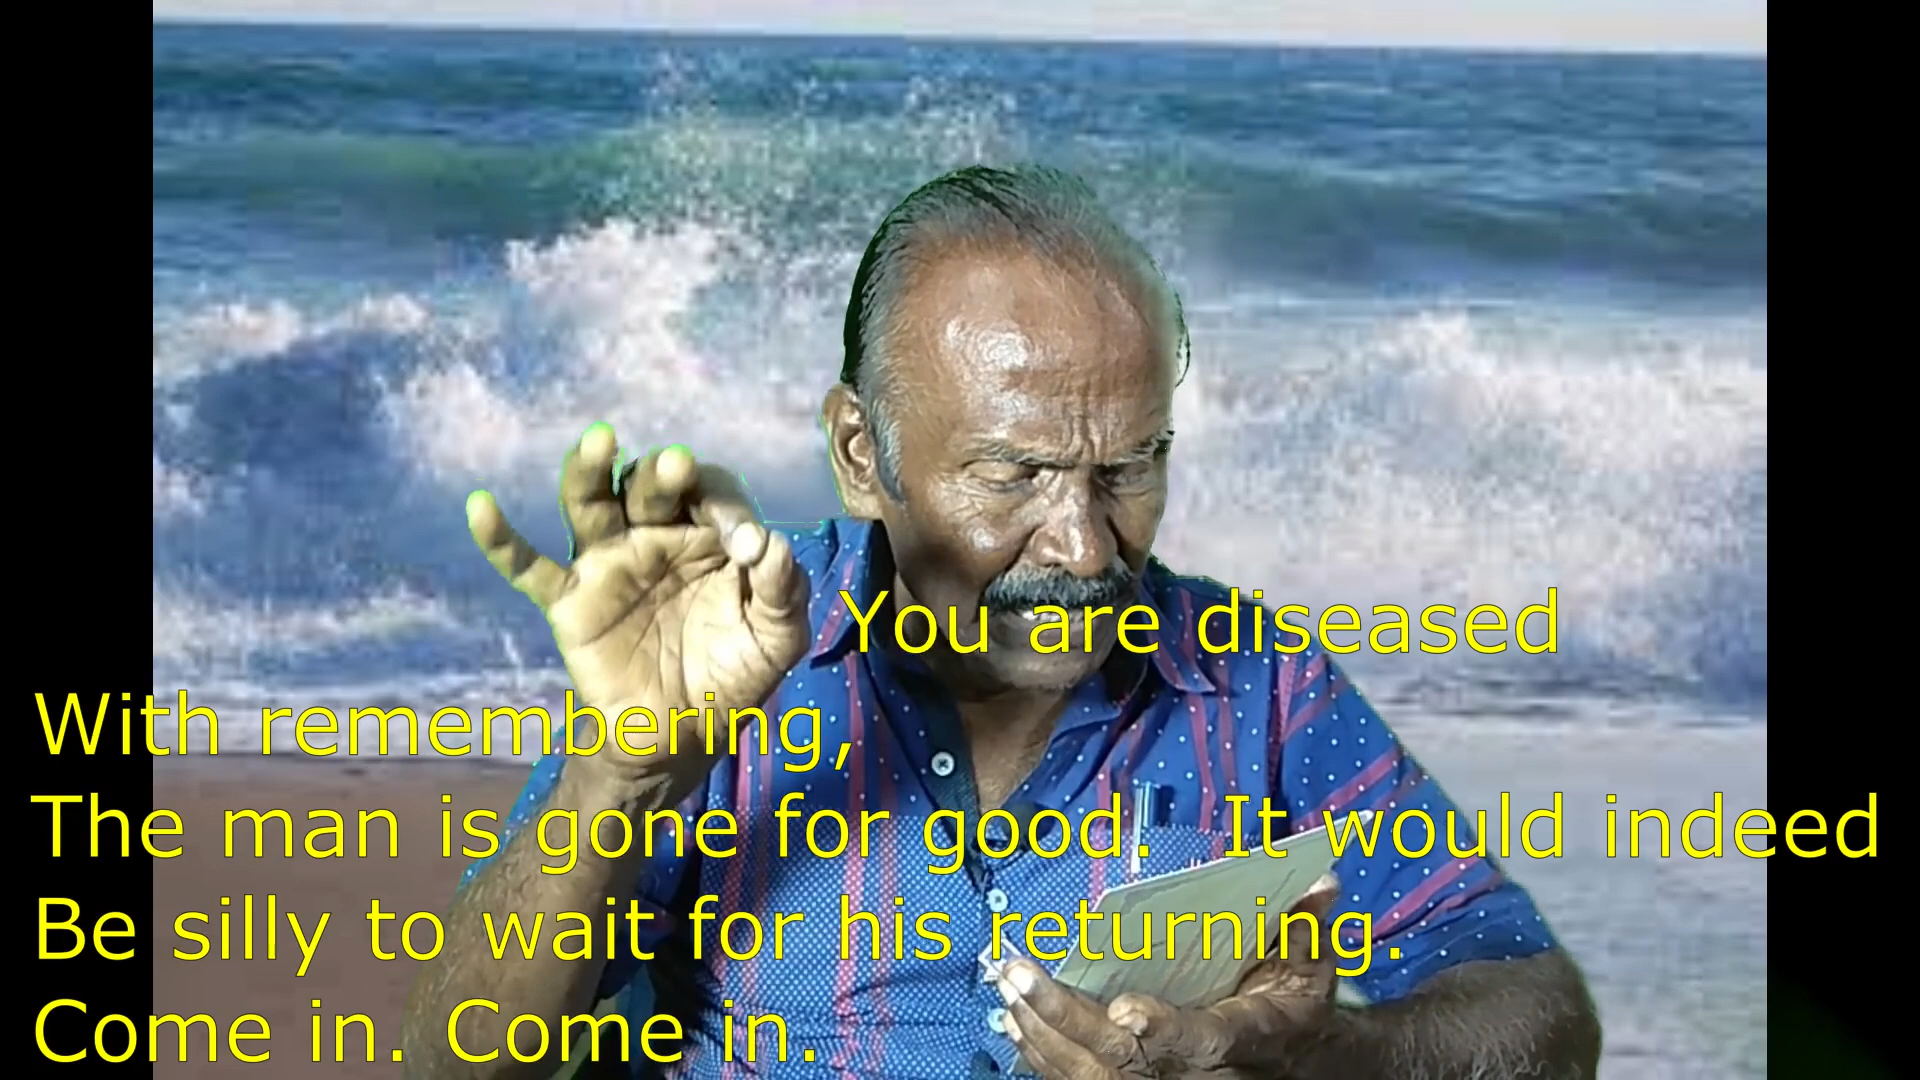 You are diseased
With remembering,
The man is gone for good. It would indeed
Be silly to wait for his returning.
Come in. Come in.